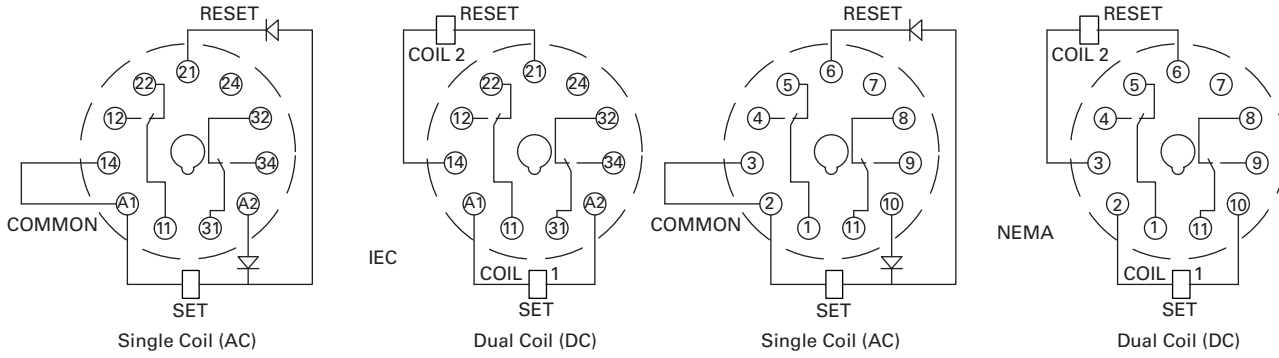 RESET
21
22
24
12
32
14
34
A1
A2
COMMON
11
31
SET
Single Coil (AC)
RESET
COIL 2
21
22
24
12
32
14
34
A1
A2
11
31
IEC
COIL 1
SET
Dual Coil (DC)
RESET
6
5
7
4
8
3
9
2
10
COMMON
1
11
SET
Single Coil (AC)
RESET
COIL 2
6
5
7
4
8
3
9
2
10
NEMA
1
11
COIL 1
SET
Dual Coil (DC)